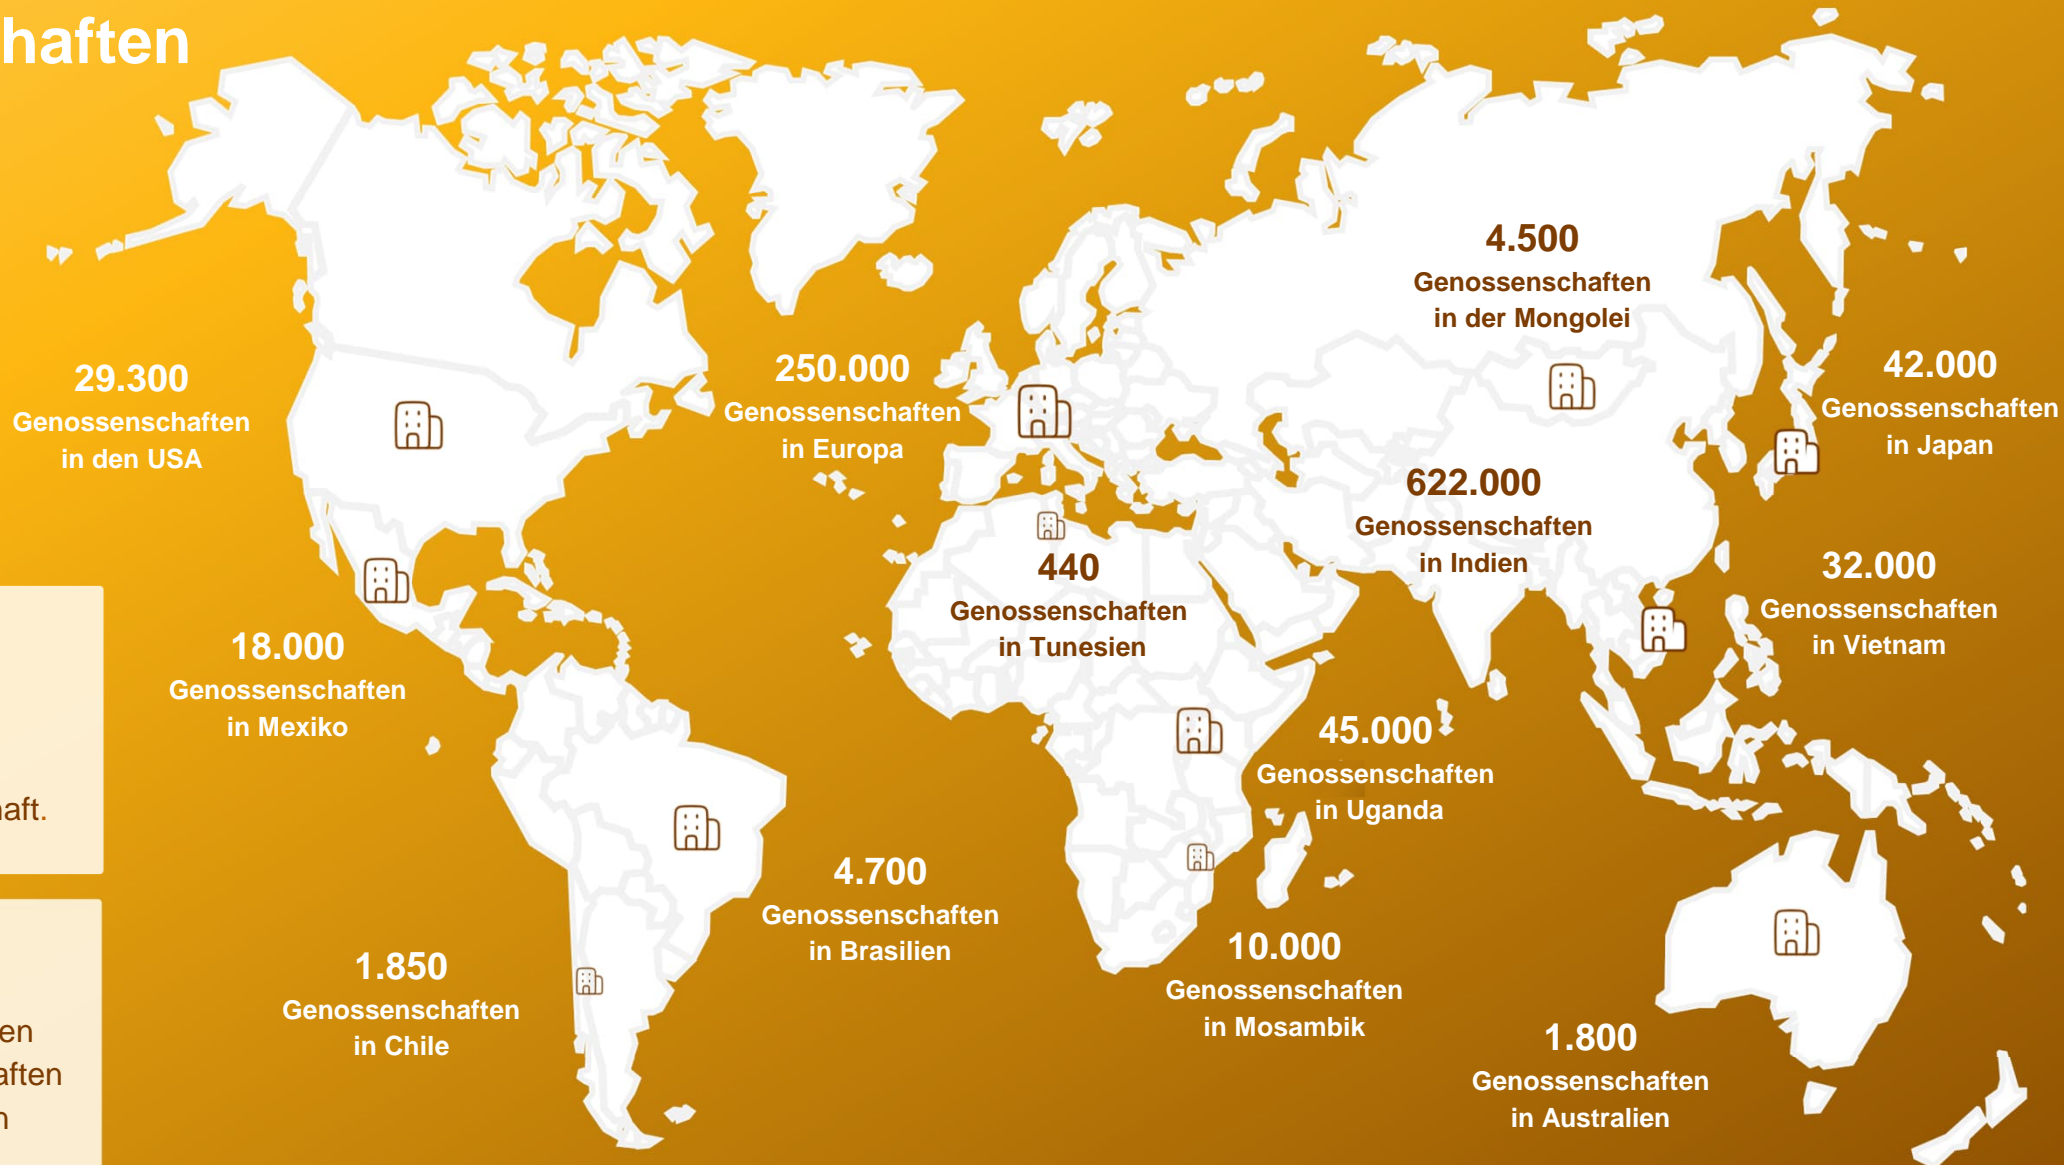 haften
4.500
Genossenschaften
in der Mongolei
29.300
Genossenschaften
in den USA
250.000
Genossenschaften
in Europa
42.000
Genossenschaften
in Japan
622.000
Genossenschaften
in Indien
440
Genossenschaften
in Tunesien
32.000
Genossenschaften
in Vietnam
18.000
Genossenschaften
in Mexiko
45.000
Genossenschaften
in Uganda
aft.
4.700
Genossenschaften
in Brasilien
10.000
Genossenschaften
in Mosambik
1.850
Genossenschaften
in Chile
1.800
Genossenschaften
in Australien
en
aften
n